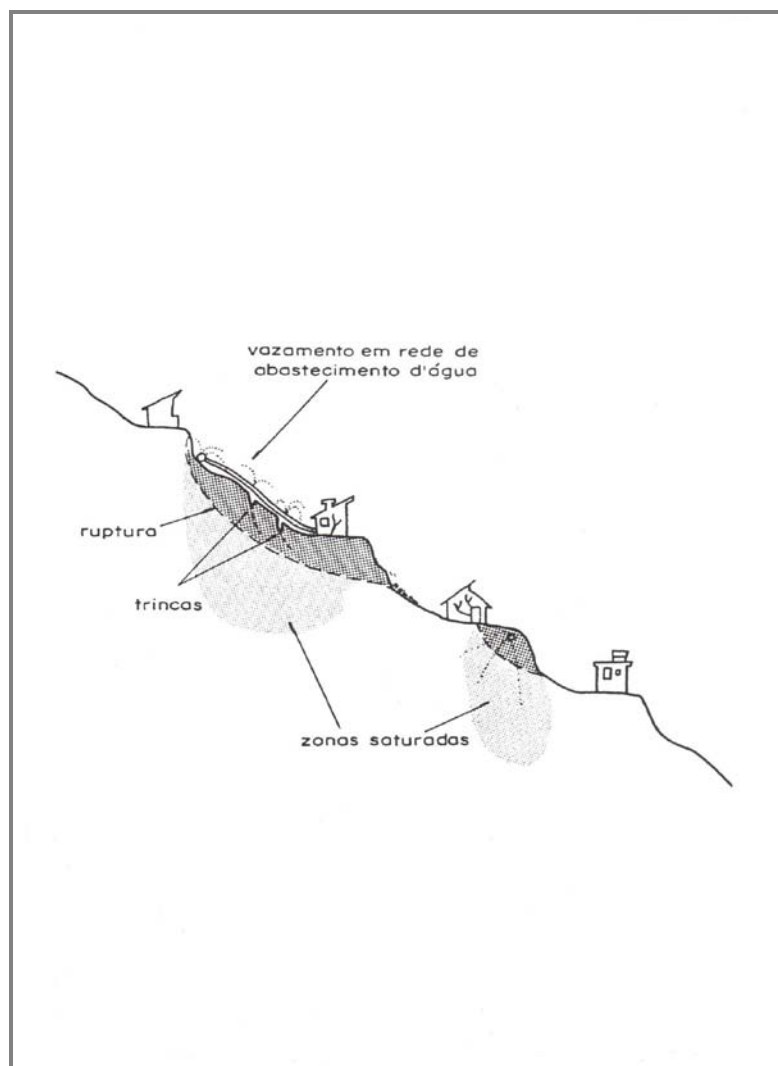 vazamento em rede de
abastecimento d'água
ruptura
trincas
zonas saturadas